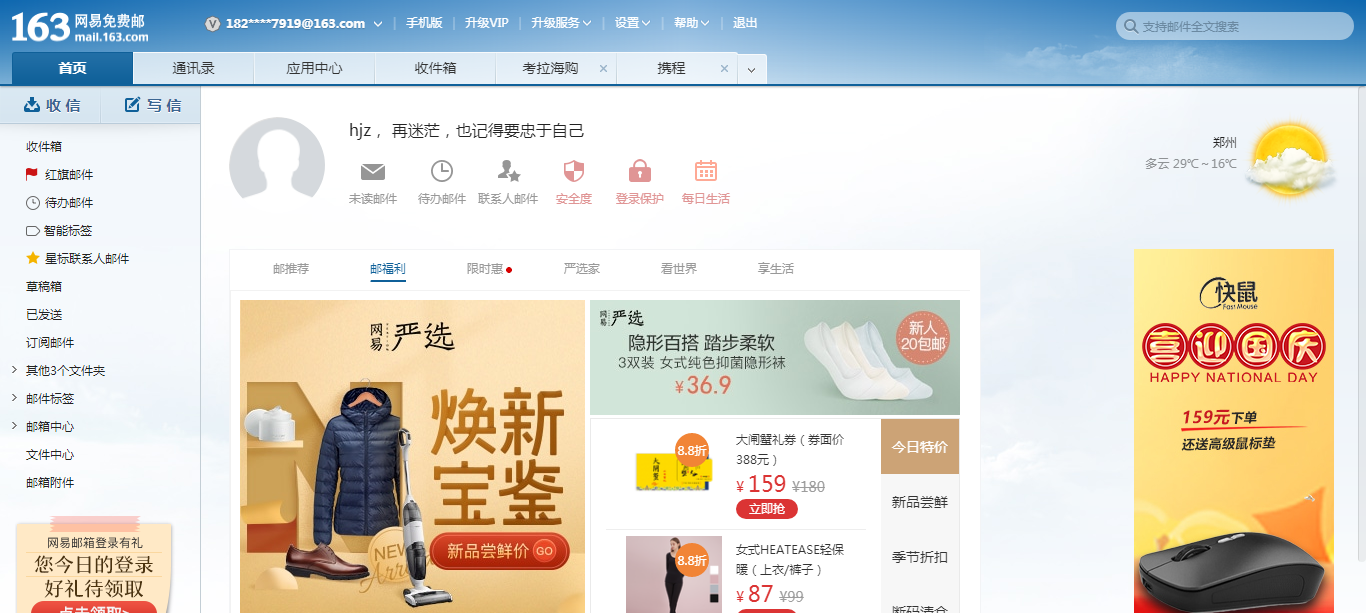 163 网易免费邮
mail.163.com
V 182****7919@163.com
手机版
升级VIP
升级服务
设置
帮助
退出
支持邮件全文搜索
首页
通讯录
应用中心
收件箱
考拉海购 ×
携程 ×
收信
写信
收件箱
红旗邮件
待办邮件
智能标签
星标联系人邮件
草稿箱
已发送
订阅邮件
其他3个文件夹
邮件标签
邮箱中心
文件中心
邮箱附件
网易邮箱登录有礼
您今日的登录
好礼待领取
点击领取>
hjz， 再迷茫，也记得要忠于自己
未读邮件
待办邮件
联系人邮件
安全度
登录保护
每日生活
郑州
多云 29℃~16℃
邮推荐
邮福利
限时惠
严选家
看世界
享生活
网易严选
焕新
宝鉴
NEW
Arrival
新品尝鲜价 GO
网易严选
隐形百搭 踏步柔软
3双装 女式纯色抑菌隐形袜
¥36.9
新人
20包邮
大闸蟹
8.8折
大闸蟹礼券（券面价
388元）
¥ 159 ¥180
立即抢
8.8折
女式HEATEASE轻保
暖（上衣/裤子）
¥ 87 ¥99
今日特价
新品尝鲜
季节折扣
断码清仓
快鼠
Fast Mouse
喜迎国庆
HAPPY NATIONAL DAY
159元下单
还送高级鼠标垫